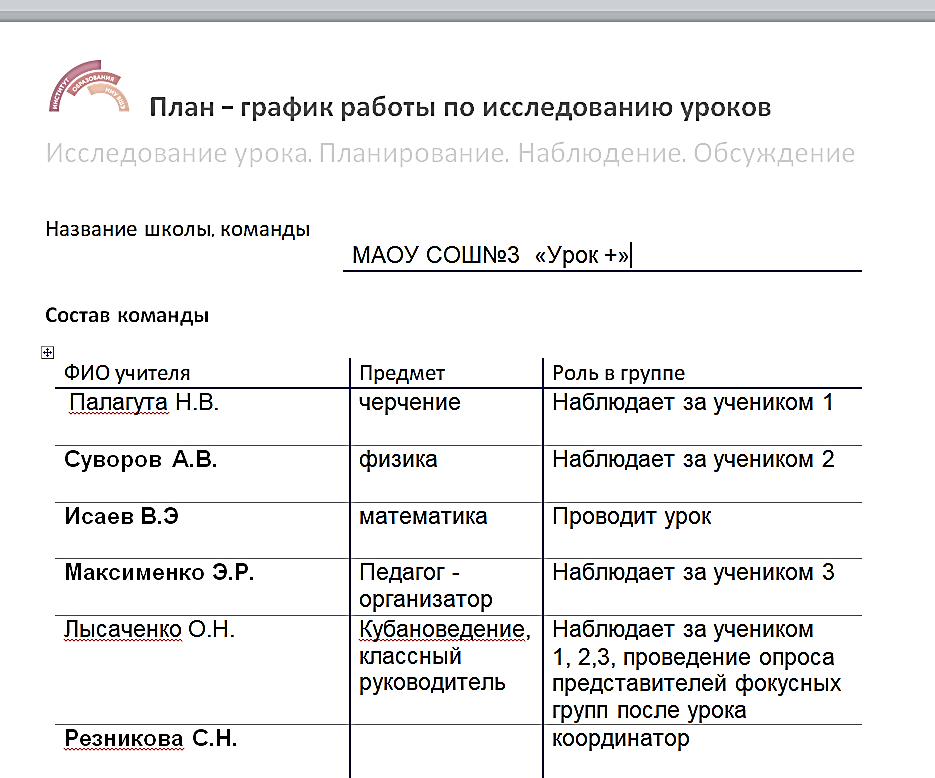 ИНСТИТУТ
ОБРАЗОВАНИЯ
НИУ ВШЭ
План – график работы по исследованию уроков
Исследование урока. Планирование. Наблюдение. Обсуждение
Название школы, команды
МАОУ СОШ№3 «Урок +»
Состав команды
ФИО учителя Предмет Роль в группе
Палагута Н.В. черчение Наблюдает за учеником 1
Суворов А.В. физика Наблюдает за учеником 2
Исаев В.Э математика Проводит урок
Максименко Э.Р. Педагог - Наблюдает за учеником 3
организатор
Лысаченко О.Н. Кубановедение, Наблюдает за учеником
классный 1, 2,3, проведение опроса
руководитель представителей фокусных
групп после урока
Резникова С.Н. координатор